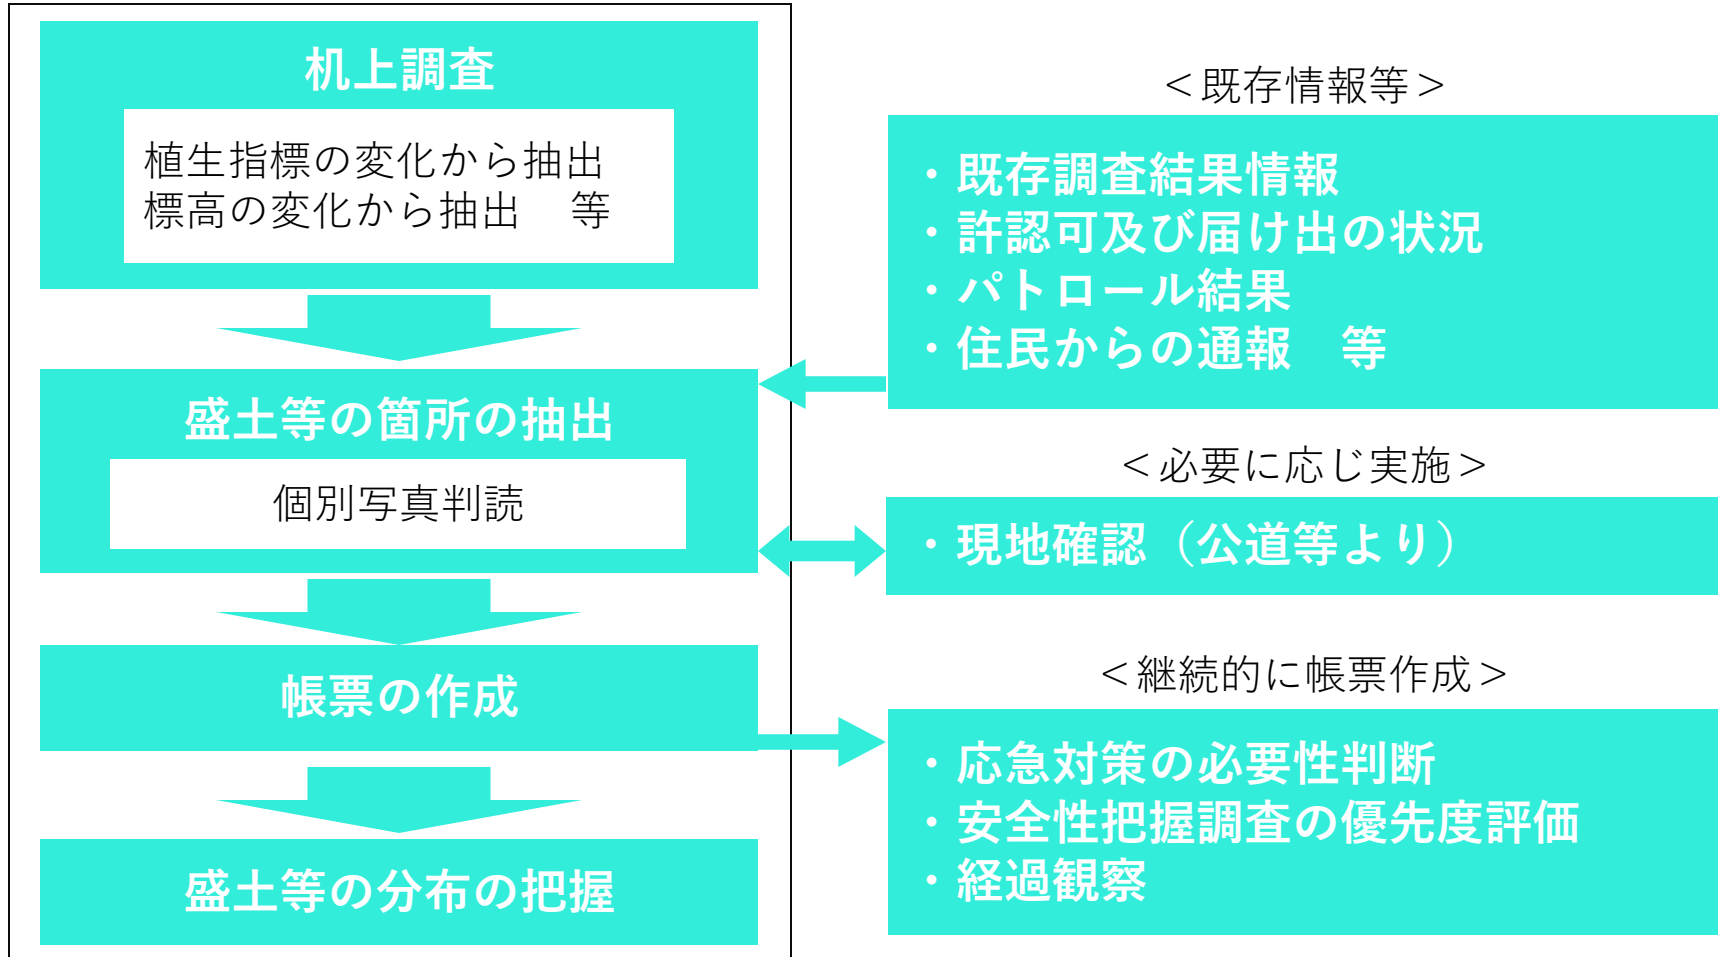 机上調査
植生指標の変化から抽出
標高の変化から抽出　等
盛土等の箇所の抽出
個別写真判読
帳票の作成
盛土等の分布の把握
＜既存情報等＞
・既存調査結果情報
・許認可及び届け出の状況
・パトロール結果
・住民からの通報　等
＜必要に応じ実施＞
・現地確認（公道等より）
＜継続的に帳票作成＞
・応急対策の必要性判断
・安全性把握調査の優先度評価
・経過観察